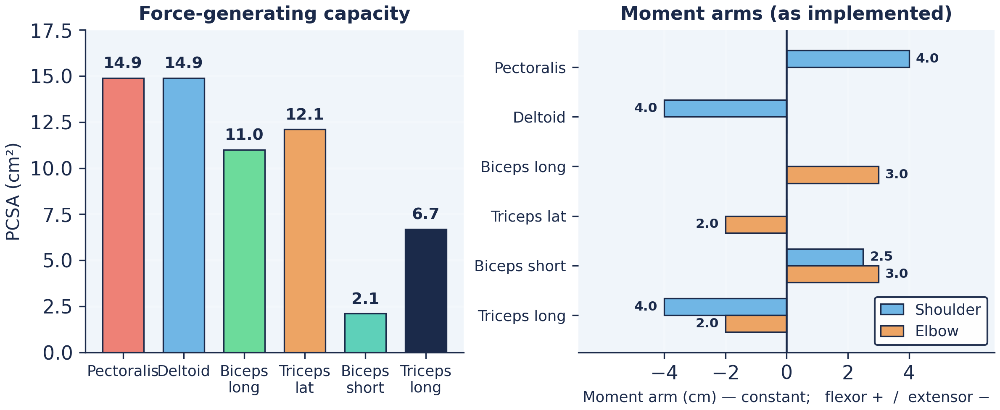 Force-generating capacity
PCSA (cm²)
17.5
15.0
12.5
10.0
7.5
5.0
2.5
0.0
14.9
14.9
11.0
12.1
2.1
6.7
Pectoralis
Deltoid
Biceps
long
Triceps
lat
Biceps
short
Triceps
long
Moment arms (as implemented)
Pectoralis
4.0
Deltoid
4.0
Biceps long
3.0
Triceps lat
2.0
Biceps short
2.5
3.0
Triceps long
4.0
2.0
Shoulder
Elbow
−4
−2
0
2
4
Moment arm (cm) — constant; flexor + / extensor −